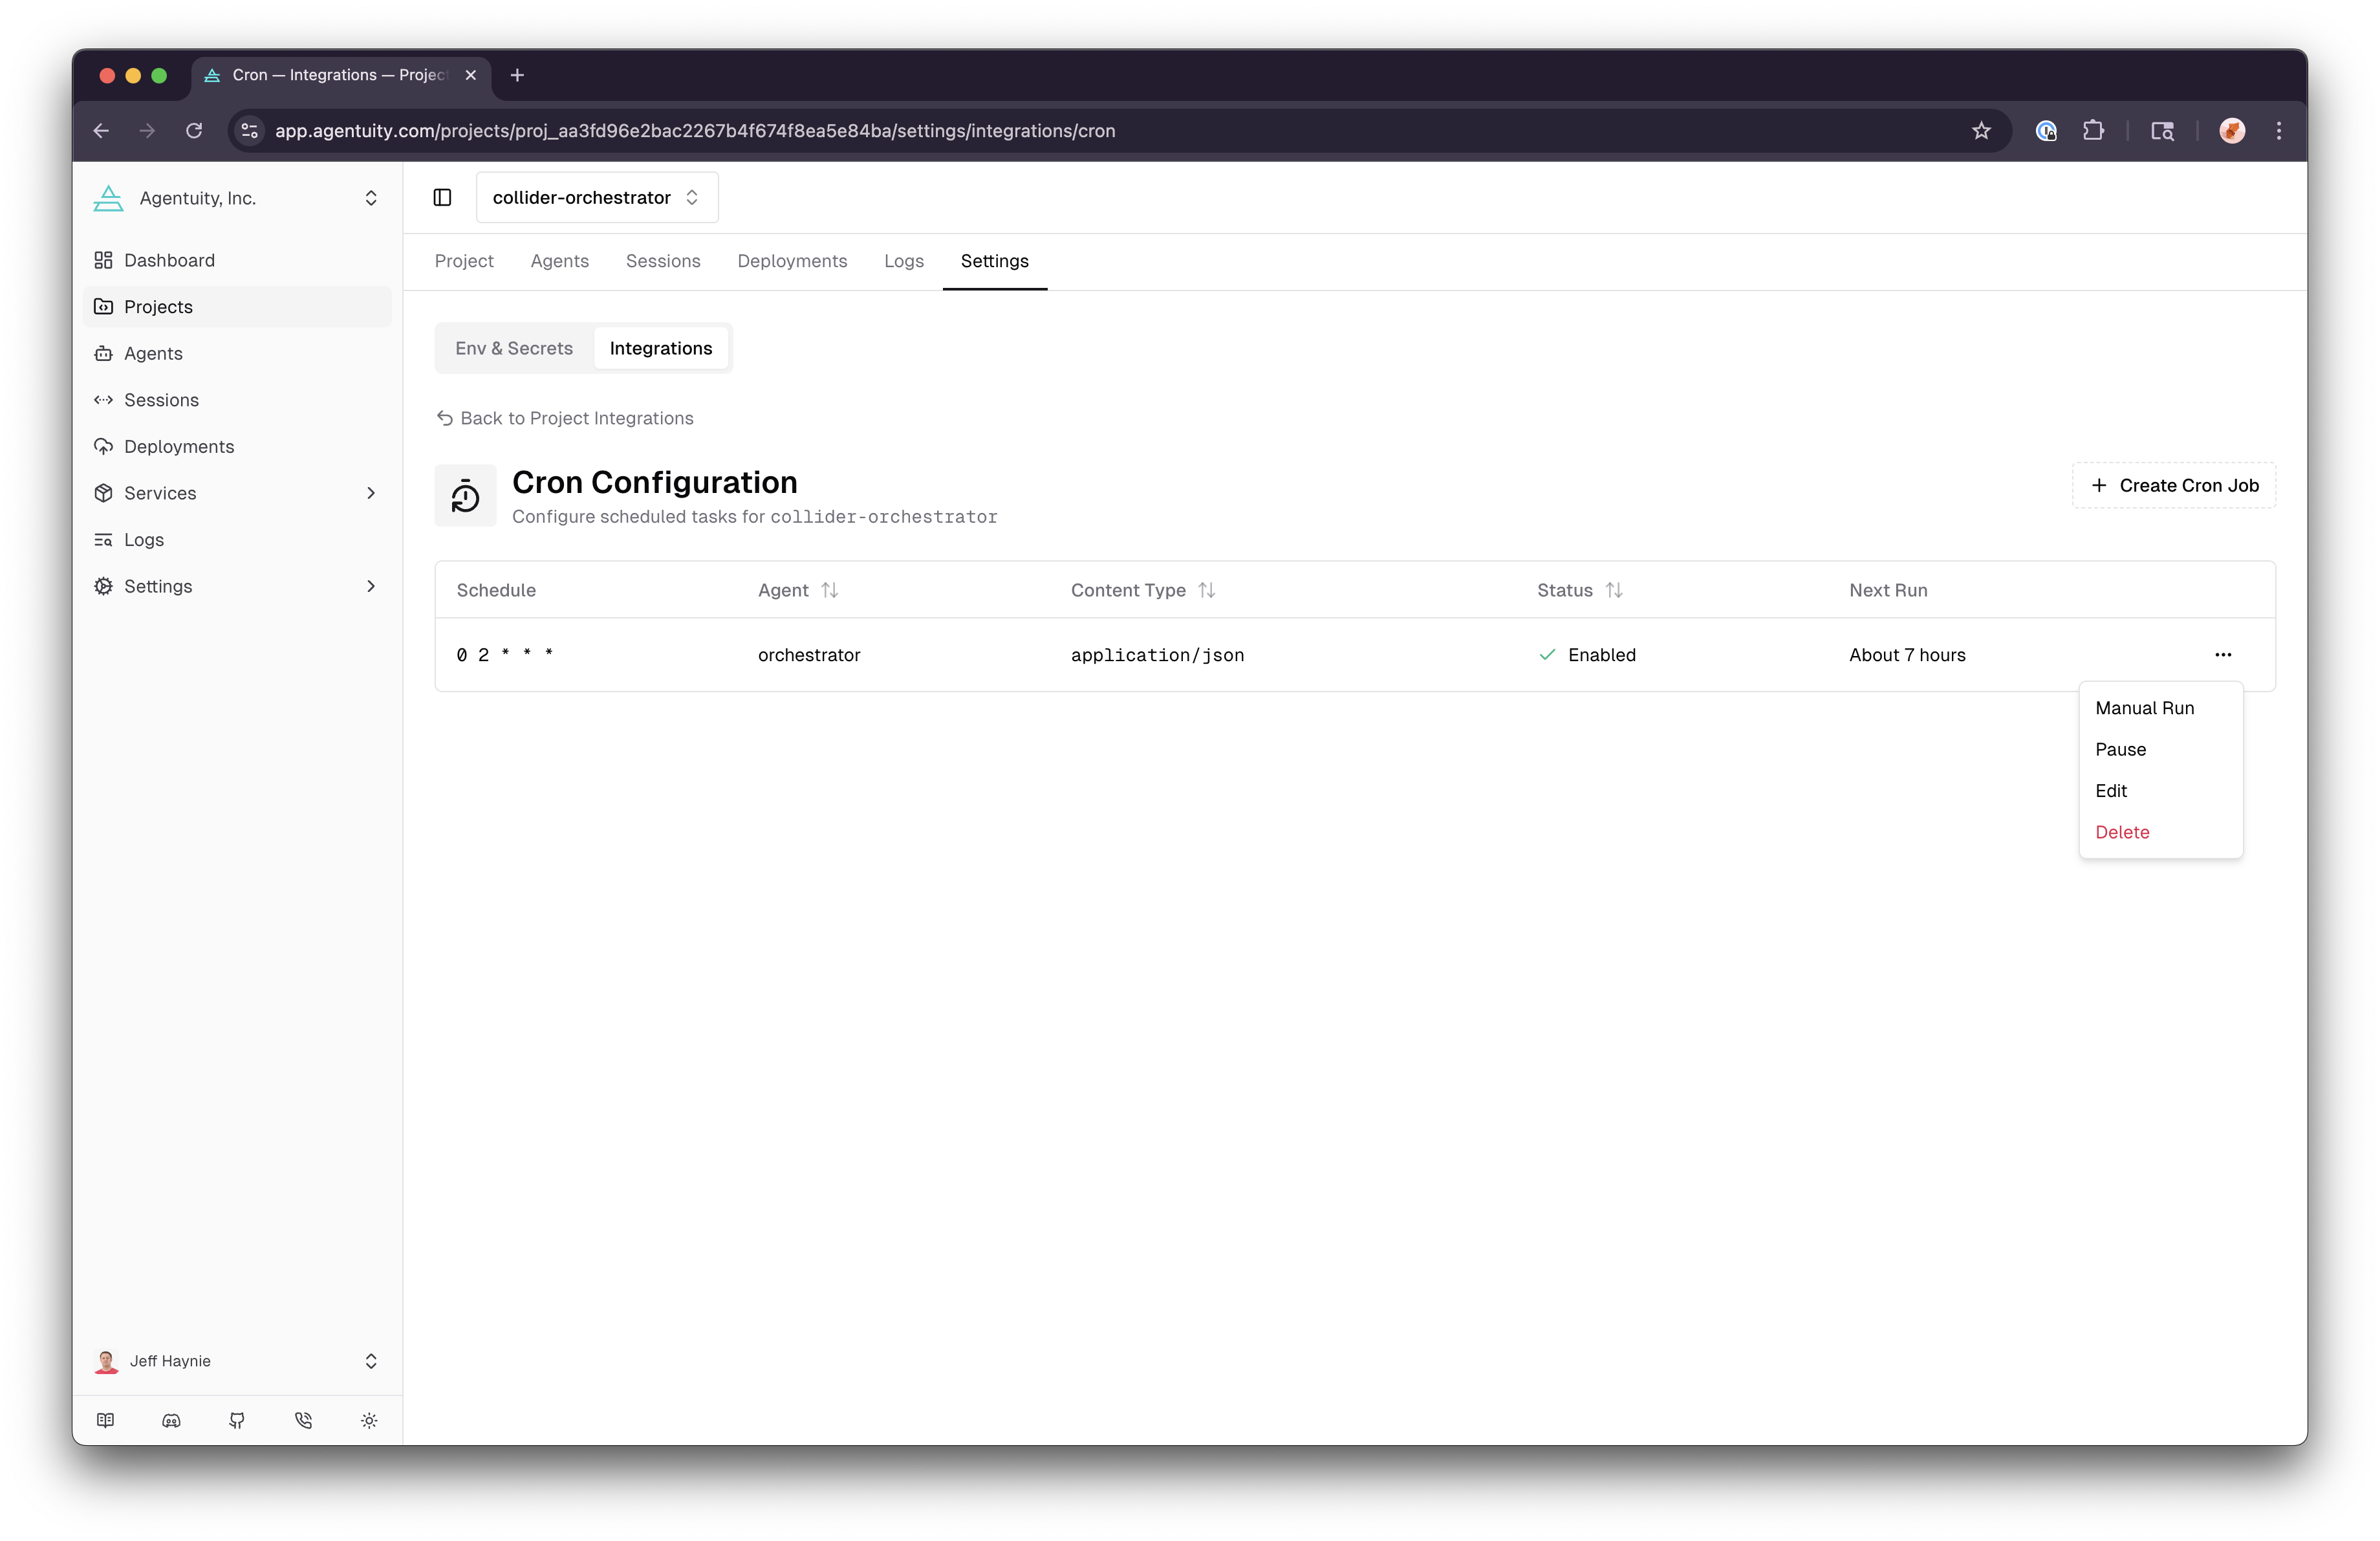 Cron — Integrations — Projec
app.agentuity.com/projects/proj_aa3fd96e2bac2267b4f674f8ea5e84ba/settings/integrations/cron
Agentuity, Inc.
collider-orchestrator
Dashboard
Projects
Agents
Sessions
Deployments
Services
Logs
Settings
Project Agents Sessions Deployments Logs Settings
Env & Secrets Integrations
Back to Project Integrations
Cron Configuration
Configure scheduled tasks for collider-orchestrator
Create Cron Job
Schedule Agent Content Type Status Next Run
0 2 * * * orchestrator application/json Enabled About 7 hours
Manual Run
Pause
Edit
Delete
Jeff Haynie